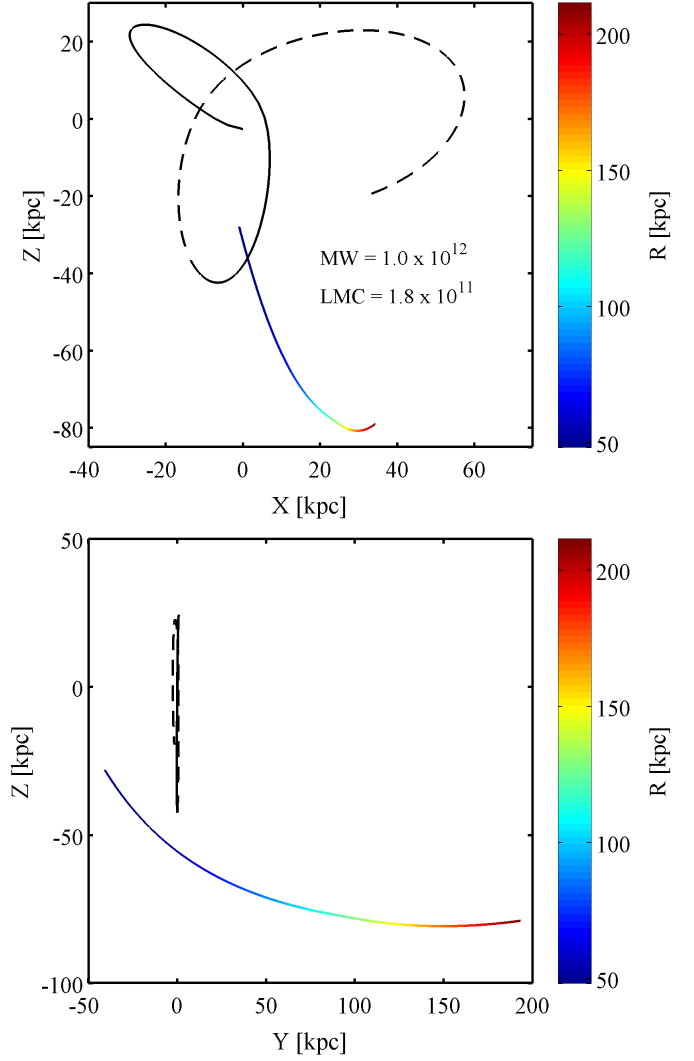 20
0
-20
-40
-60
-80
Z [kpc]
-40 -20 0 20 40 60
X [kpc]
MW = 1.0 x 10^12
LMC = 1.8 x 10^11
200
150
100
50
R [kpc]
50
0
-50
-100
Z [kpc]
-50 0 50 100 150 200
Y [kpc]
200
150
100
50
R [kpc]